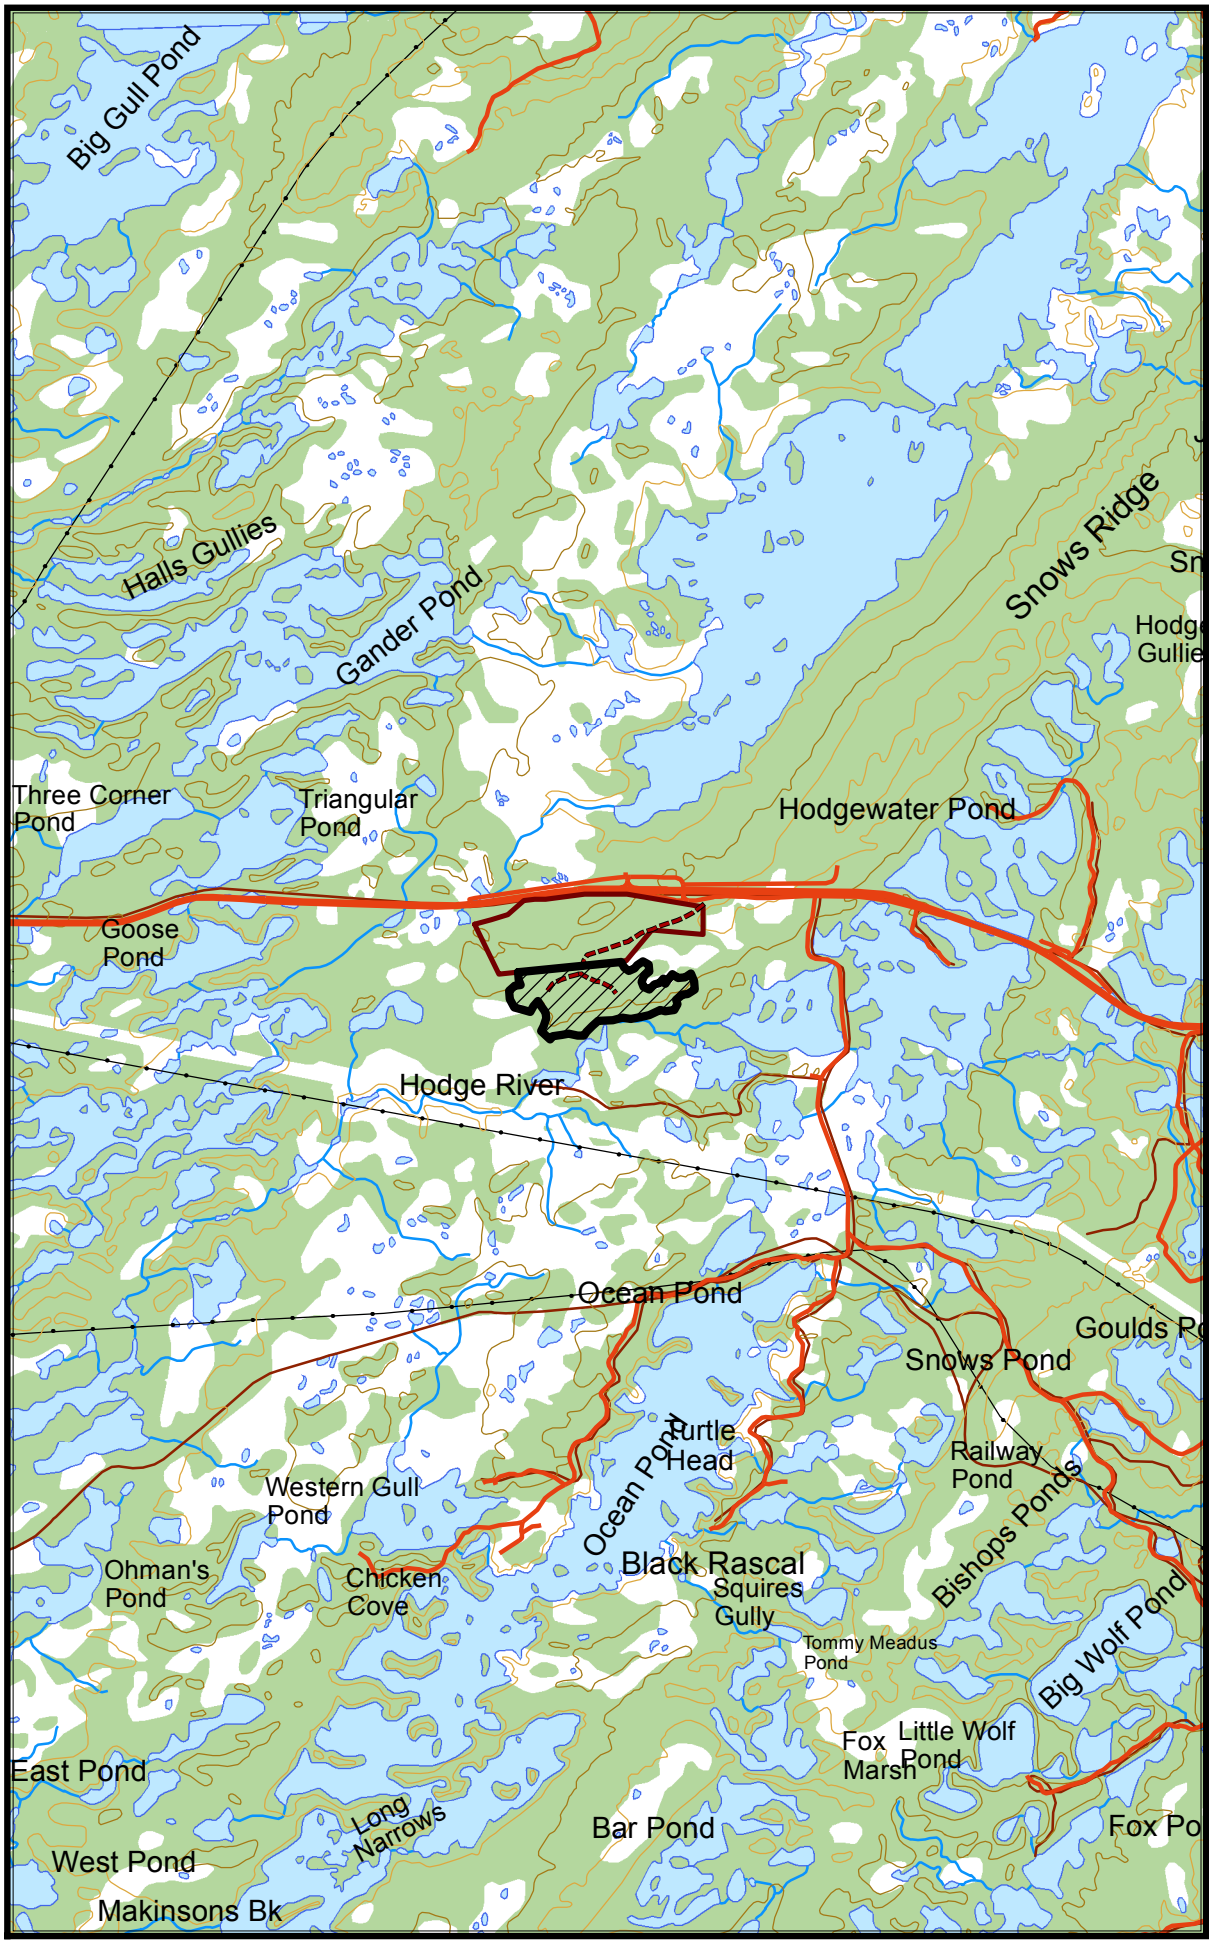 Big Gull Pond
J
Snows Ridge
Halls Gullies
Sn
Gander Pond
Hodge
Gullie
Three Corner
Pond
Triangular
Pond
Hodgewater Pond
Goose
Pond
Hodge River
Ocean Pond
Goulds Po
Snows Pond
Turtle
Head
Ocean Pond
Railway
Pond
Western Gull
Pond
Bishops Ponds
Black Rascal
Ohman's
Pond
Chicken
Cove
Squires
Gully
Big Wolf Pond
Tommy Meadus
Pond
Fox
Marsh
Little Wolf
Pond
East Pond
Long
Narrows
Bar Pond
Fox Po
West Pond
Makinsons Bk